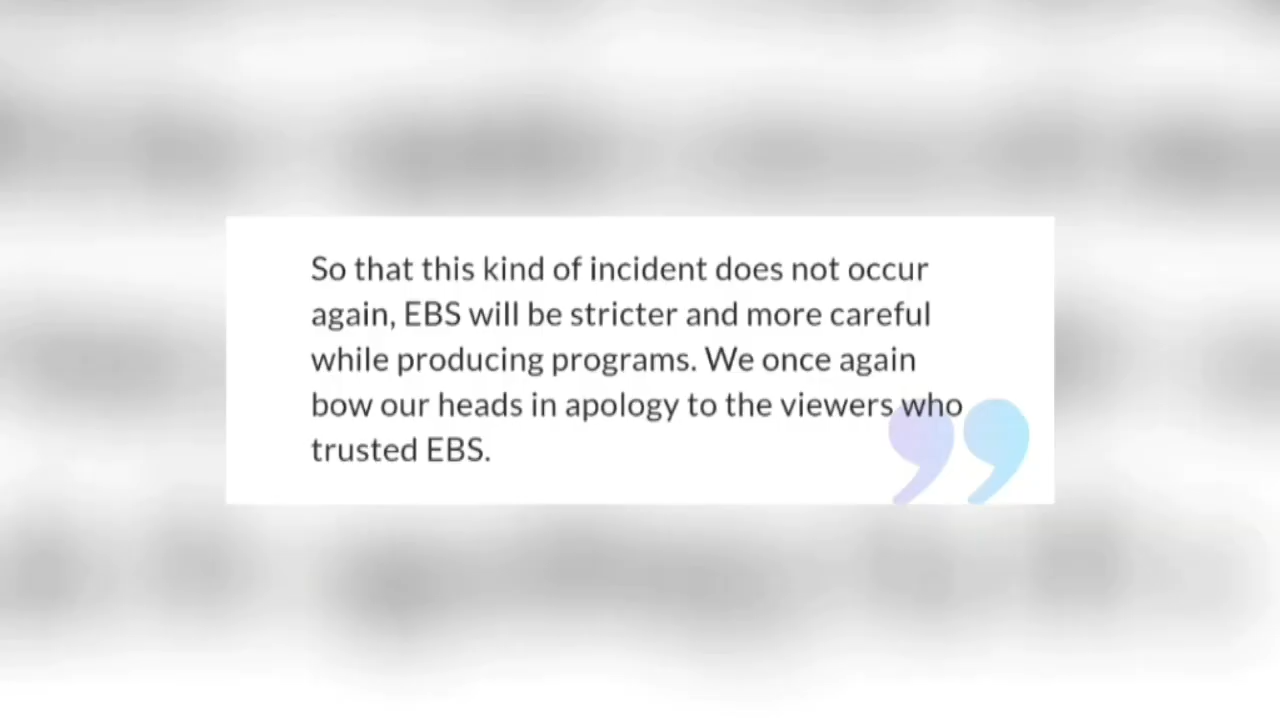 So that this kind of incident does not occur
again, EBS will be stricter and more careful
while producing programs. We once again
bow our heads in apology to the viewers who
trusted EBS.